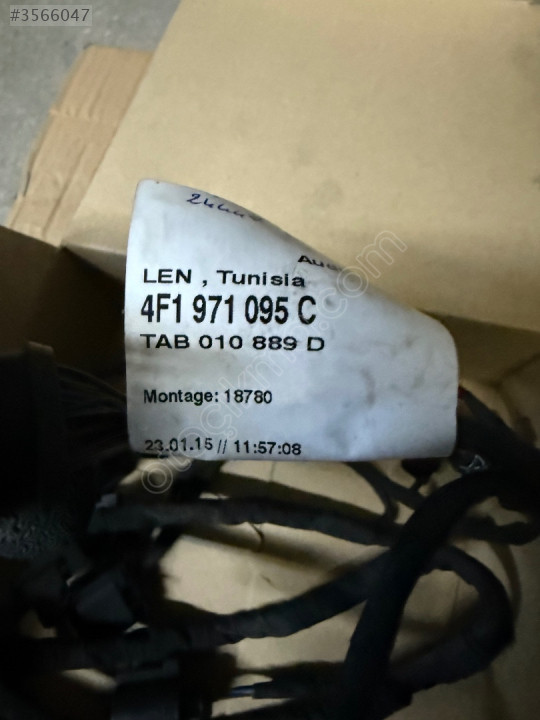 #3566047
LEN , Tunisia
4F1 971 095 C
TAB 010 889 D
Montage: 18780
23.01.15 // 11:57:08